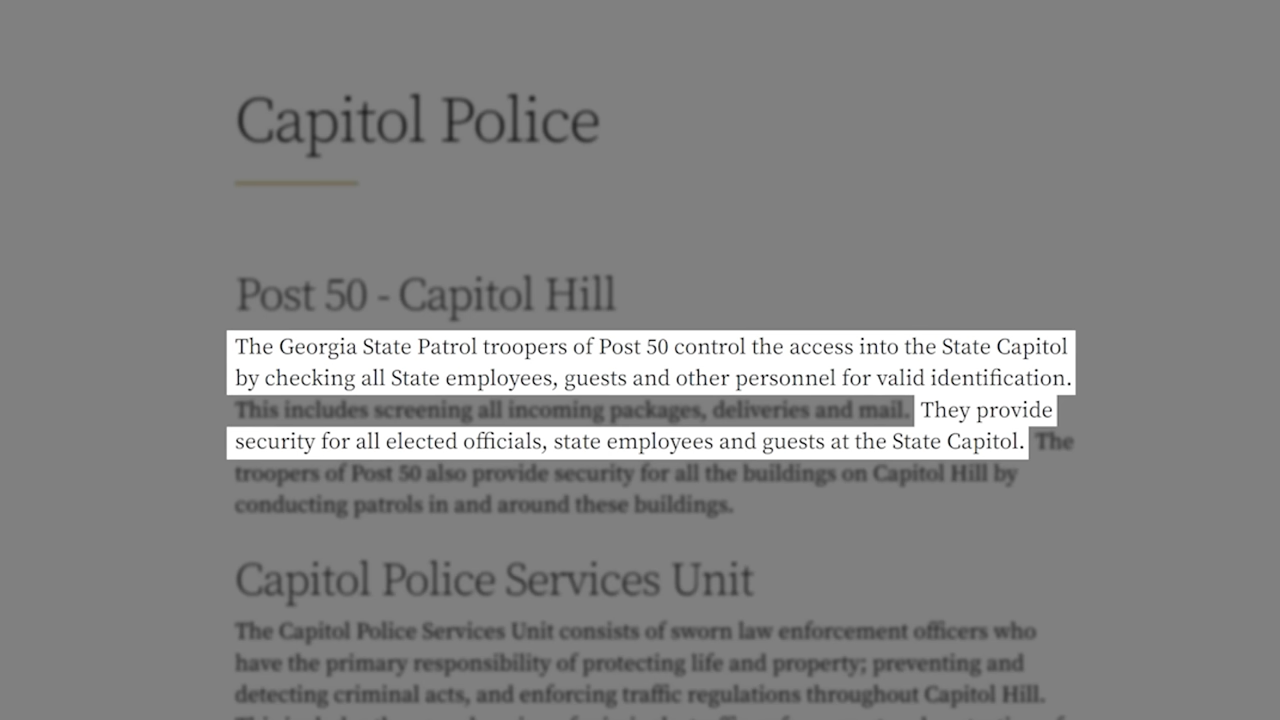 Capitol Police
Post 50 - Capitol Hill
The Georgia State Patrol troopers of Post 50 control the access into the State Capitol
by checking all State employees, guests and other personnel for valid identification.
This includes screening all incoming packages, deliveries and mail. They provide
security for all elected officials, state employees and guests at the State Capitol. The
troopers of Post 50 also provide security for all the buildings on Capitol Hill by
conducting patrols in and around these buildings.
Capitol Police Services Unit
The Capitol Police Services Unit consists of sworn law enforcement officers who
have the primary responsibility of protecting life and property; preventing and
detecting criminal acts, and enforcing traffic regulations throughout Capitol Hill.